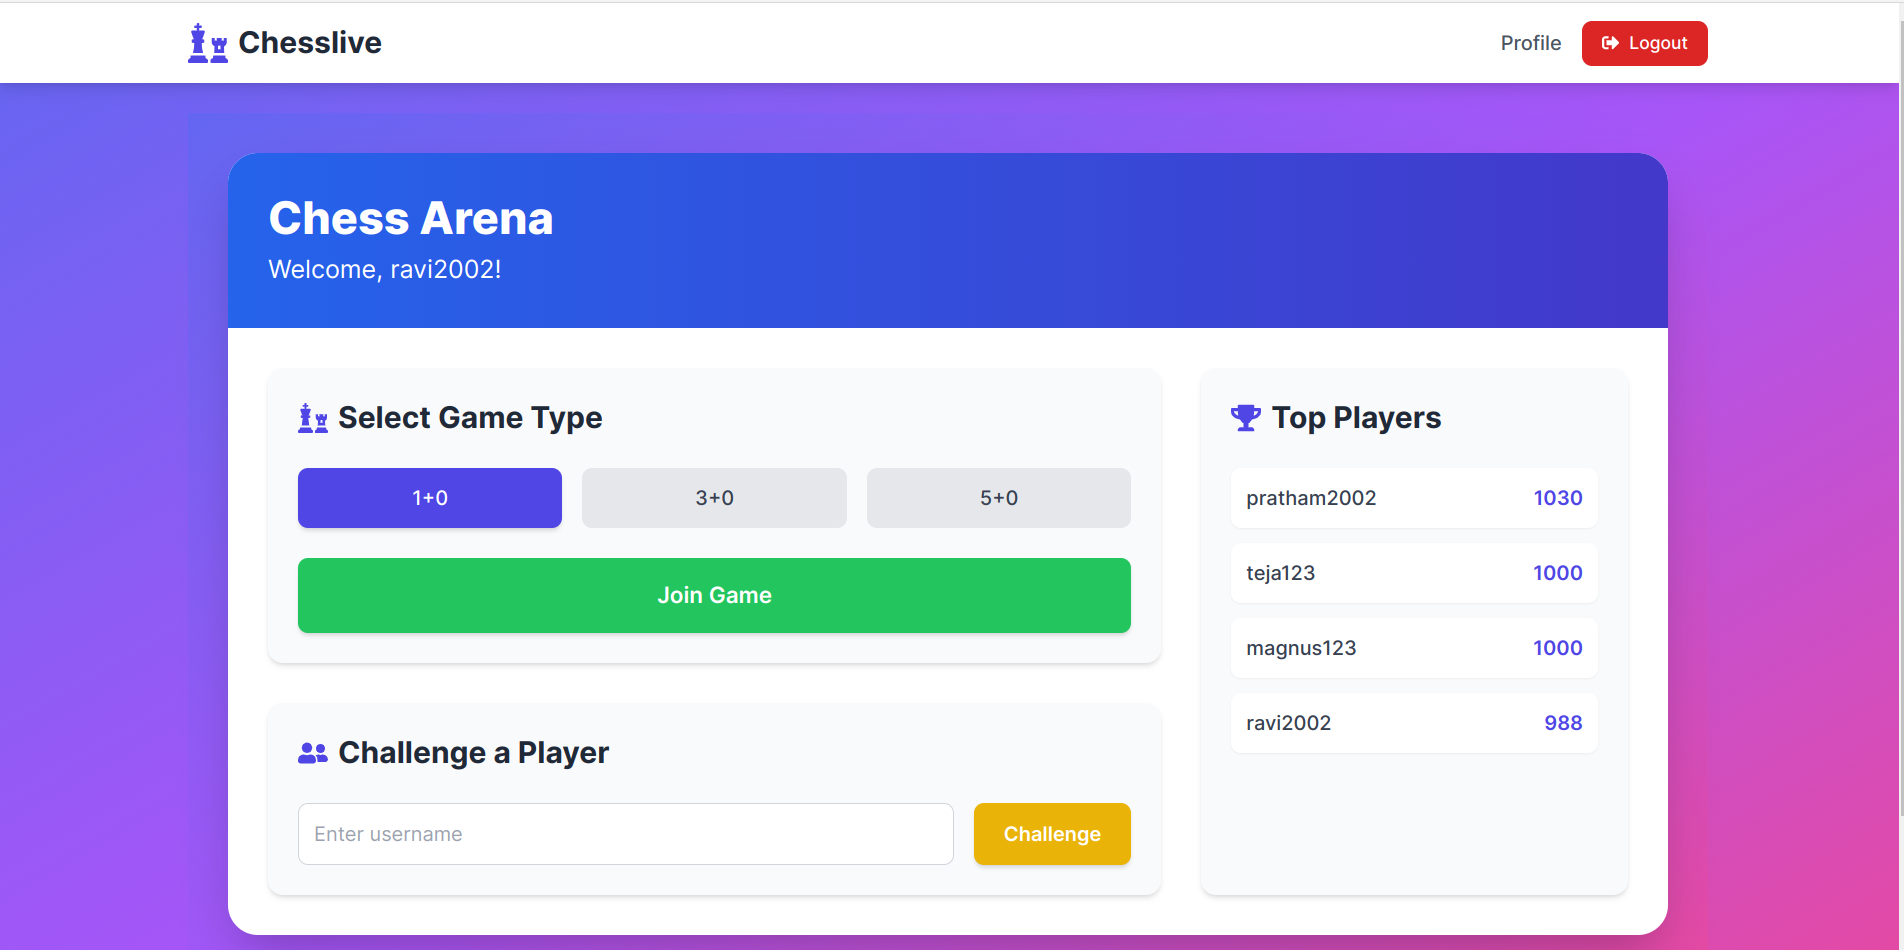 Chesslive
Profile
Logout
Chess Arena
Welcome, ravi2002!
Select Game Type
1+0
3+0
5+0
Join Game
Challenge a Player
Enter username
Challenge
Top Players
pratham2002 1030
teja123 1000
magnus123 1000
ravi2002 988